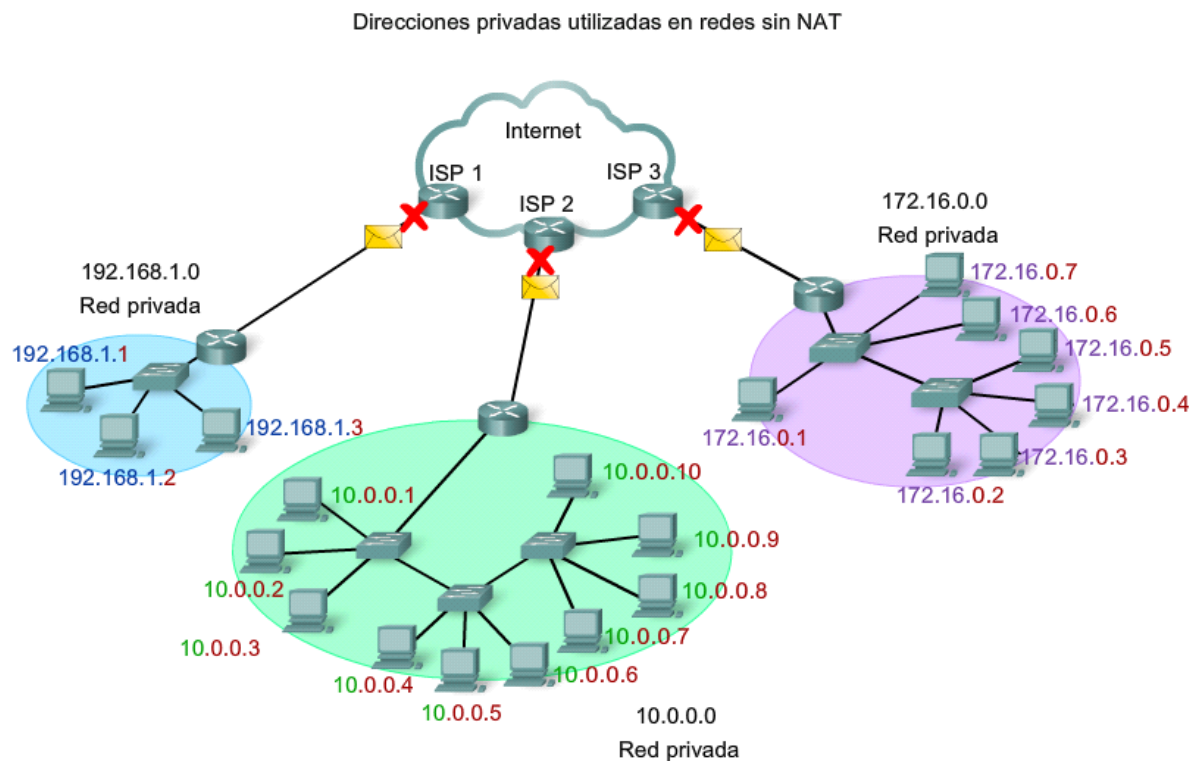 Direcciones privadas utilizadas en redes sin NAT
Internet
ISP 1
ISP 2
ISP 3
192.168.1.0
Red privada
192.168.1.1
192.168.1.2
192.168.1.3
172.16.0.0
Red privada
172.16.0.7
172.16.0.6
172.16.0.5
172.16.0.4
172.16.0.3
172.16.0.2
172.16.0.1
10.0.0.1
10.0.0.2
10.0.0.3
10.0.0.4
10.0.0.5
10.0.0.6
10.0.0.7
10.0.0.8
10.0.0.9
10.0.0.10
10.0.0.0
Red privada